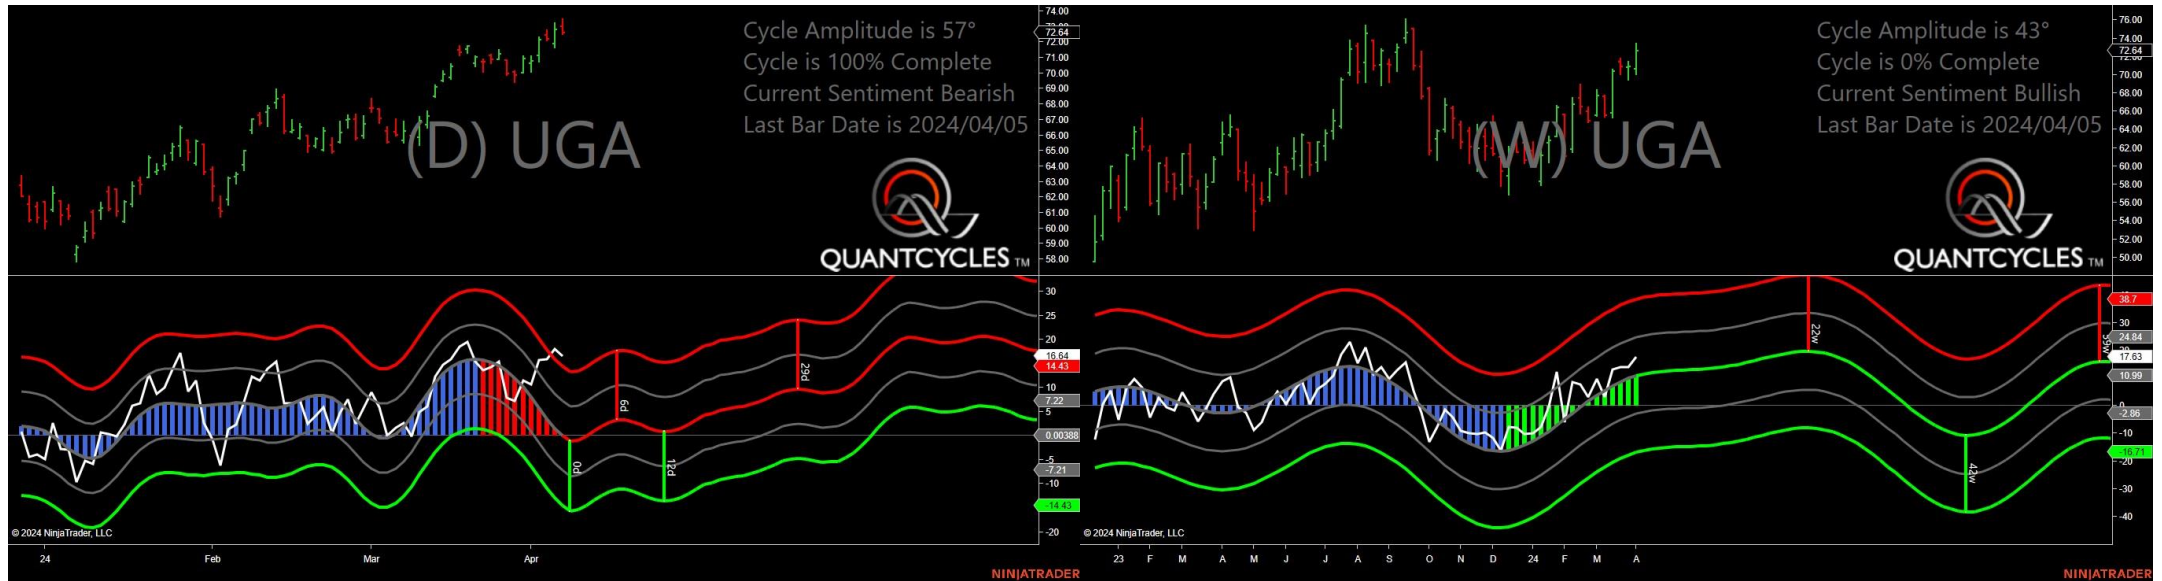 Cycle Amplitude is 57°
Cycle is 100% Complete
Current Sentiment Bearish
Last Bar Date is 2024/04/05
(D) UGA
QUANTCYCLES TM
74.00
72.64
71.00
70.00
69.00
68.00
67.00
66.00
65.00
64.00
63.00
62.00
61.00
60.00
59.00
58.00
30
25
20
16.64
14.43
10
7.22
5
0.00388
-5
-7.21
-10
-14.43
-20
0d
6d
12d
29d
© 2024 NinjaTrader, LLC
24 Feb Mar Apr
NINJATRADER
Cycle Amplitude is 43°
Cycle is 0% Complete
Current Sentiment Bullish
Last Bar Date is 2024/04/05
(W) UGA
QUANTCYCLES TM
76.00
74.00
72.64
70.00
68.00
66.00
64.00
62.00
60.00
58.00
56.00
54.00
52.00
50.00
38.7
30
24.84
17.63
10.99
0
-2.86
-10
-16.71
-20
-30
-40
22w
42w
59w
© 2024 NinjaTrader, LLC
23 F M A M J J A S O N D 24 F M A
NINJATRADER